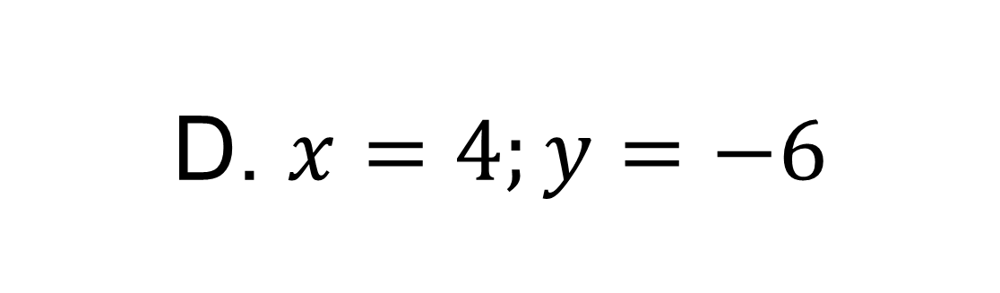 D. x = 4; y = −6